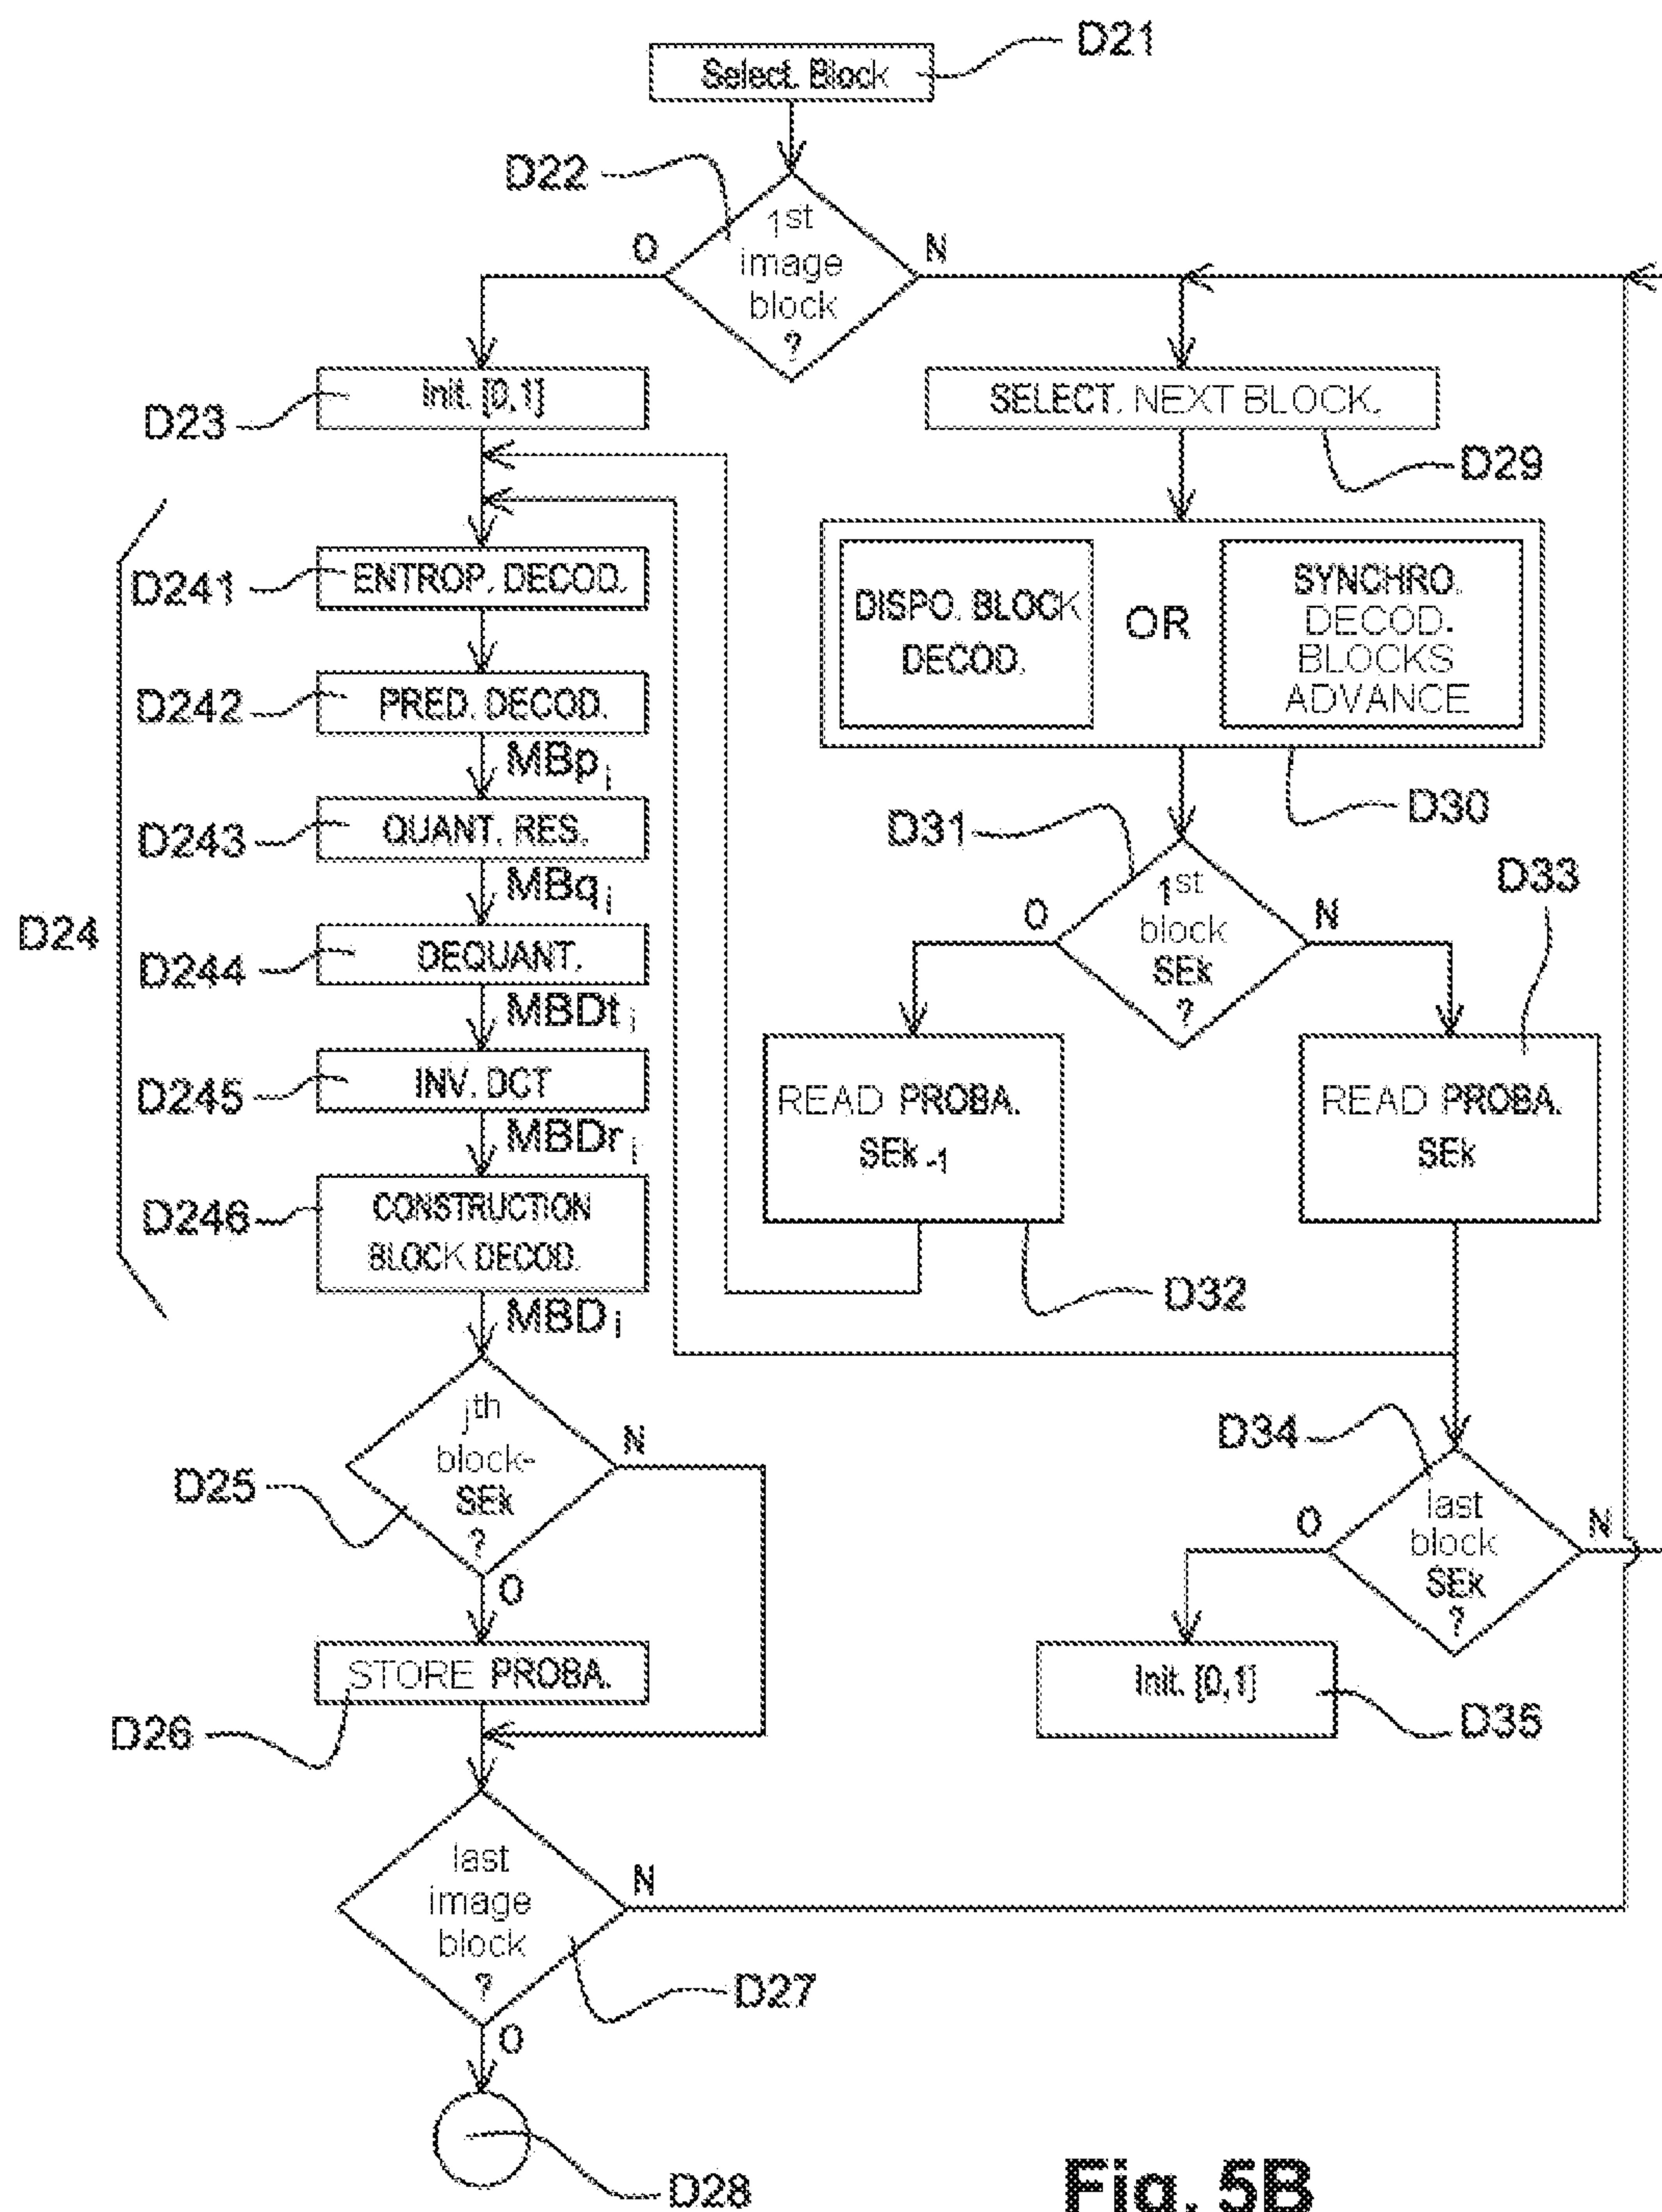 D21
Select. Block
D22
1st
image
block
?
O
N
D23
Init. [0,1]
SELECT. NEXT BLOCK.
D29
D24
D241
ENTROP. DECOD.
DISPO. BLOCK
DECOD.
OR
SYNCHRO.
DECOD.
BLOCKS
ADVANCE
D30
D242
PRED. DECOD.
MBpi
D243
QUANT. RES.
MBqi
D244
DEQUANT.
MBDti
D245
INV. DCT
MBDri
D246
CONSTRUCTION
BLOCK DECOD.
MBDi
D31
1st
block
SEk
?
O
N
D33
READ PROBA.
SEk-1
D32
READ PROBA.
SEk
D25
jth
block-
SEk
?
N
O
D34
last
block
SEk
?
O
N
D26
STORE PROBA.
Init. [0,1]
D35
last
image
block
?
N
D27
O
D28
Fig. 5B